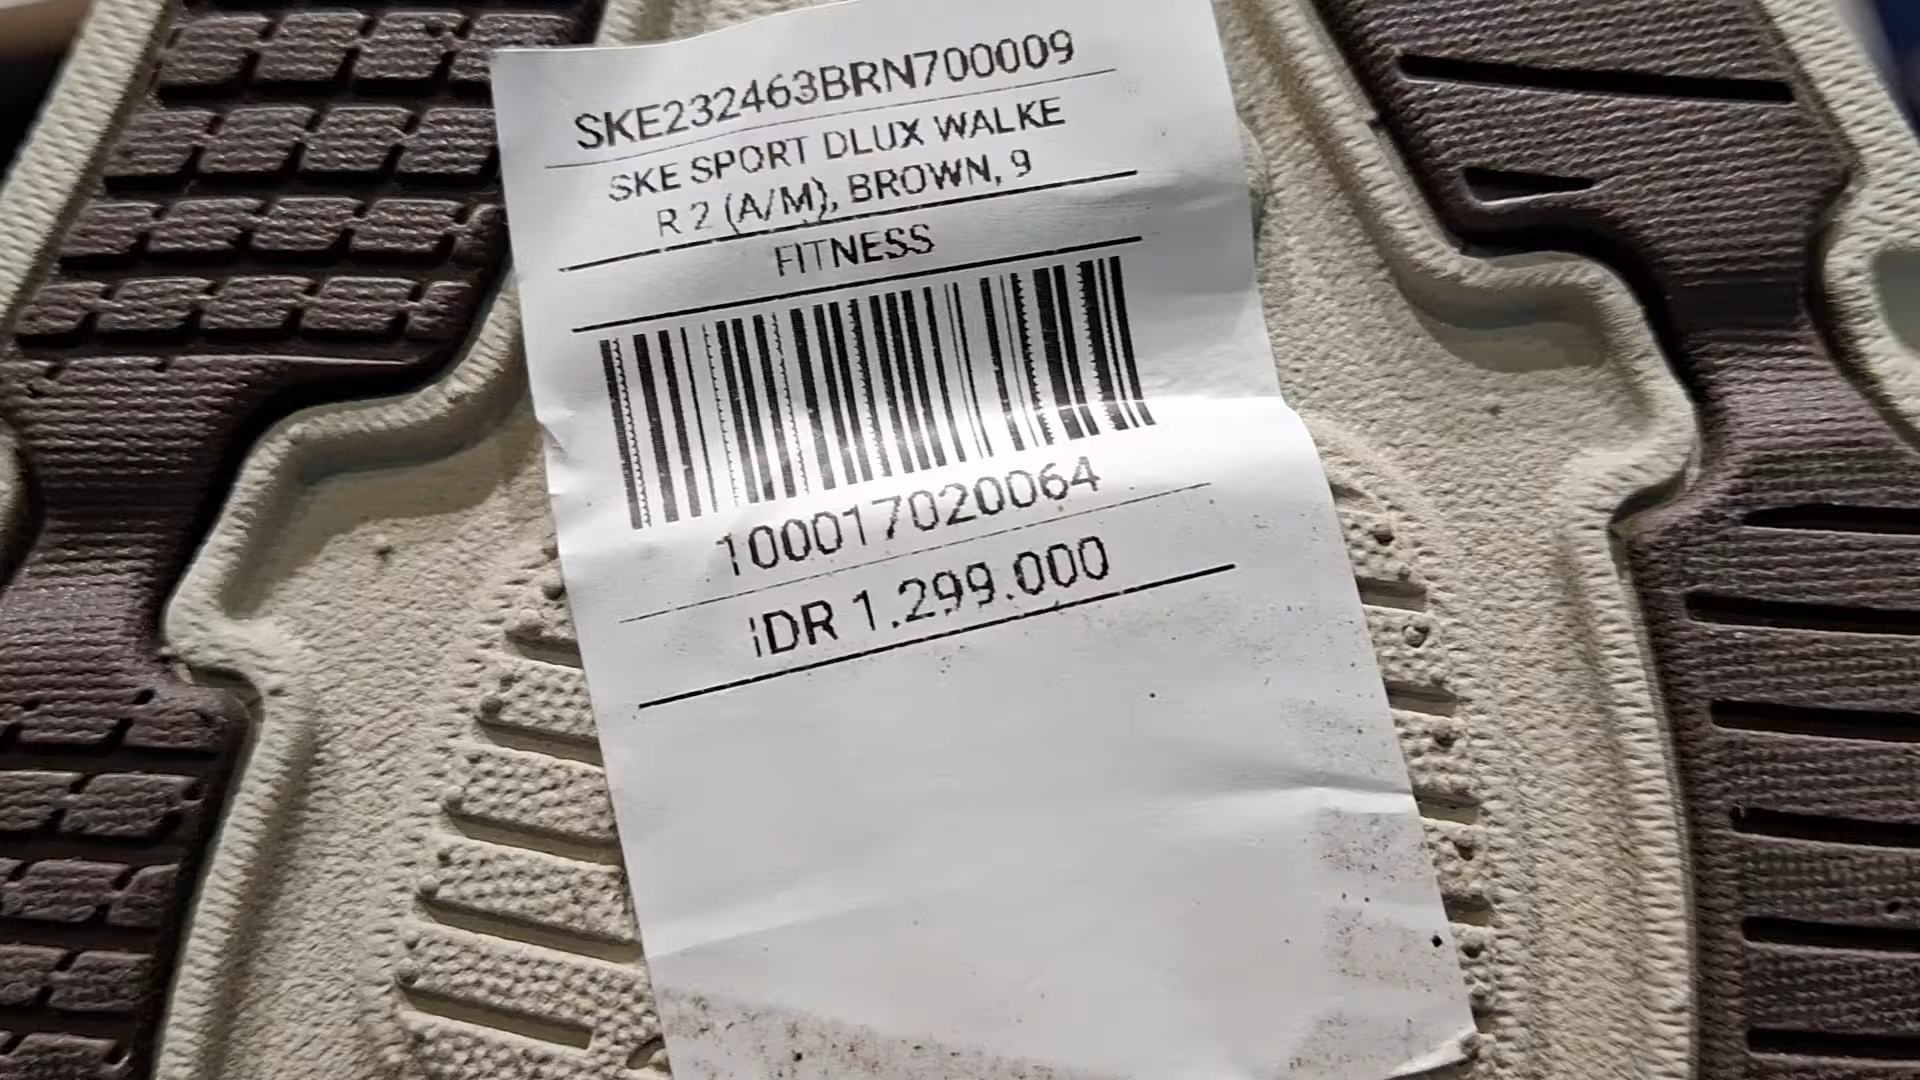 SKE232463BRN700009
SKE SPORT DLUX WALKE
R 2 (A/M), BROWN, 9
FITNESS
100017020064
IDR 1.299.000